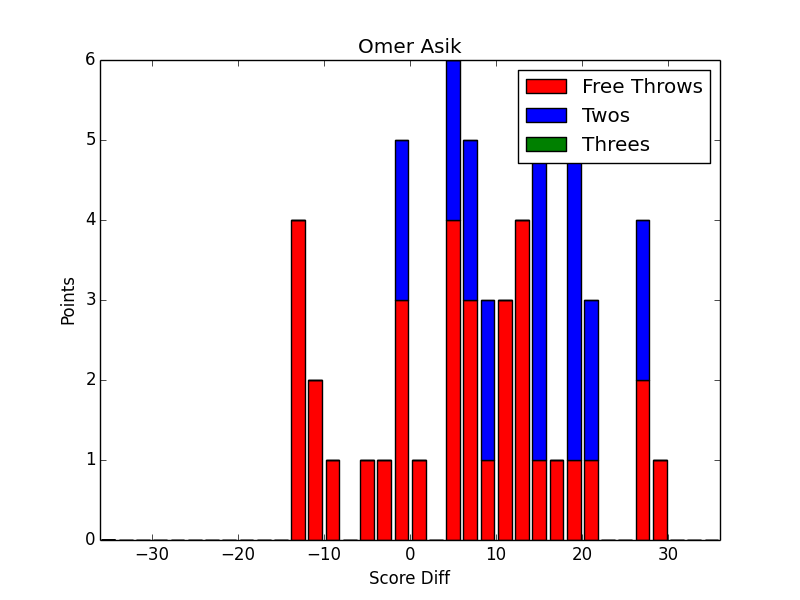 Omer Asik
Free Throws
Twos
Threes
6
5
4
3
2
1
0
Points
−30 −20 −10 0 10 20 30
Score Diff